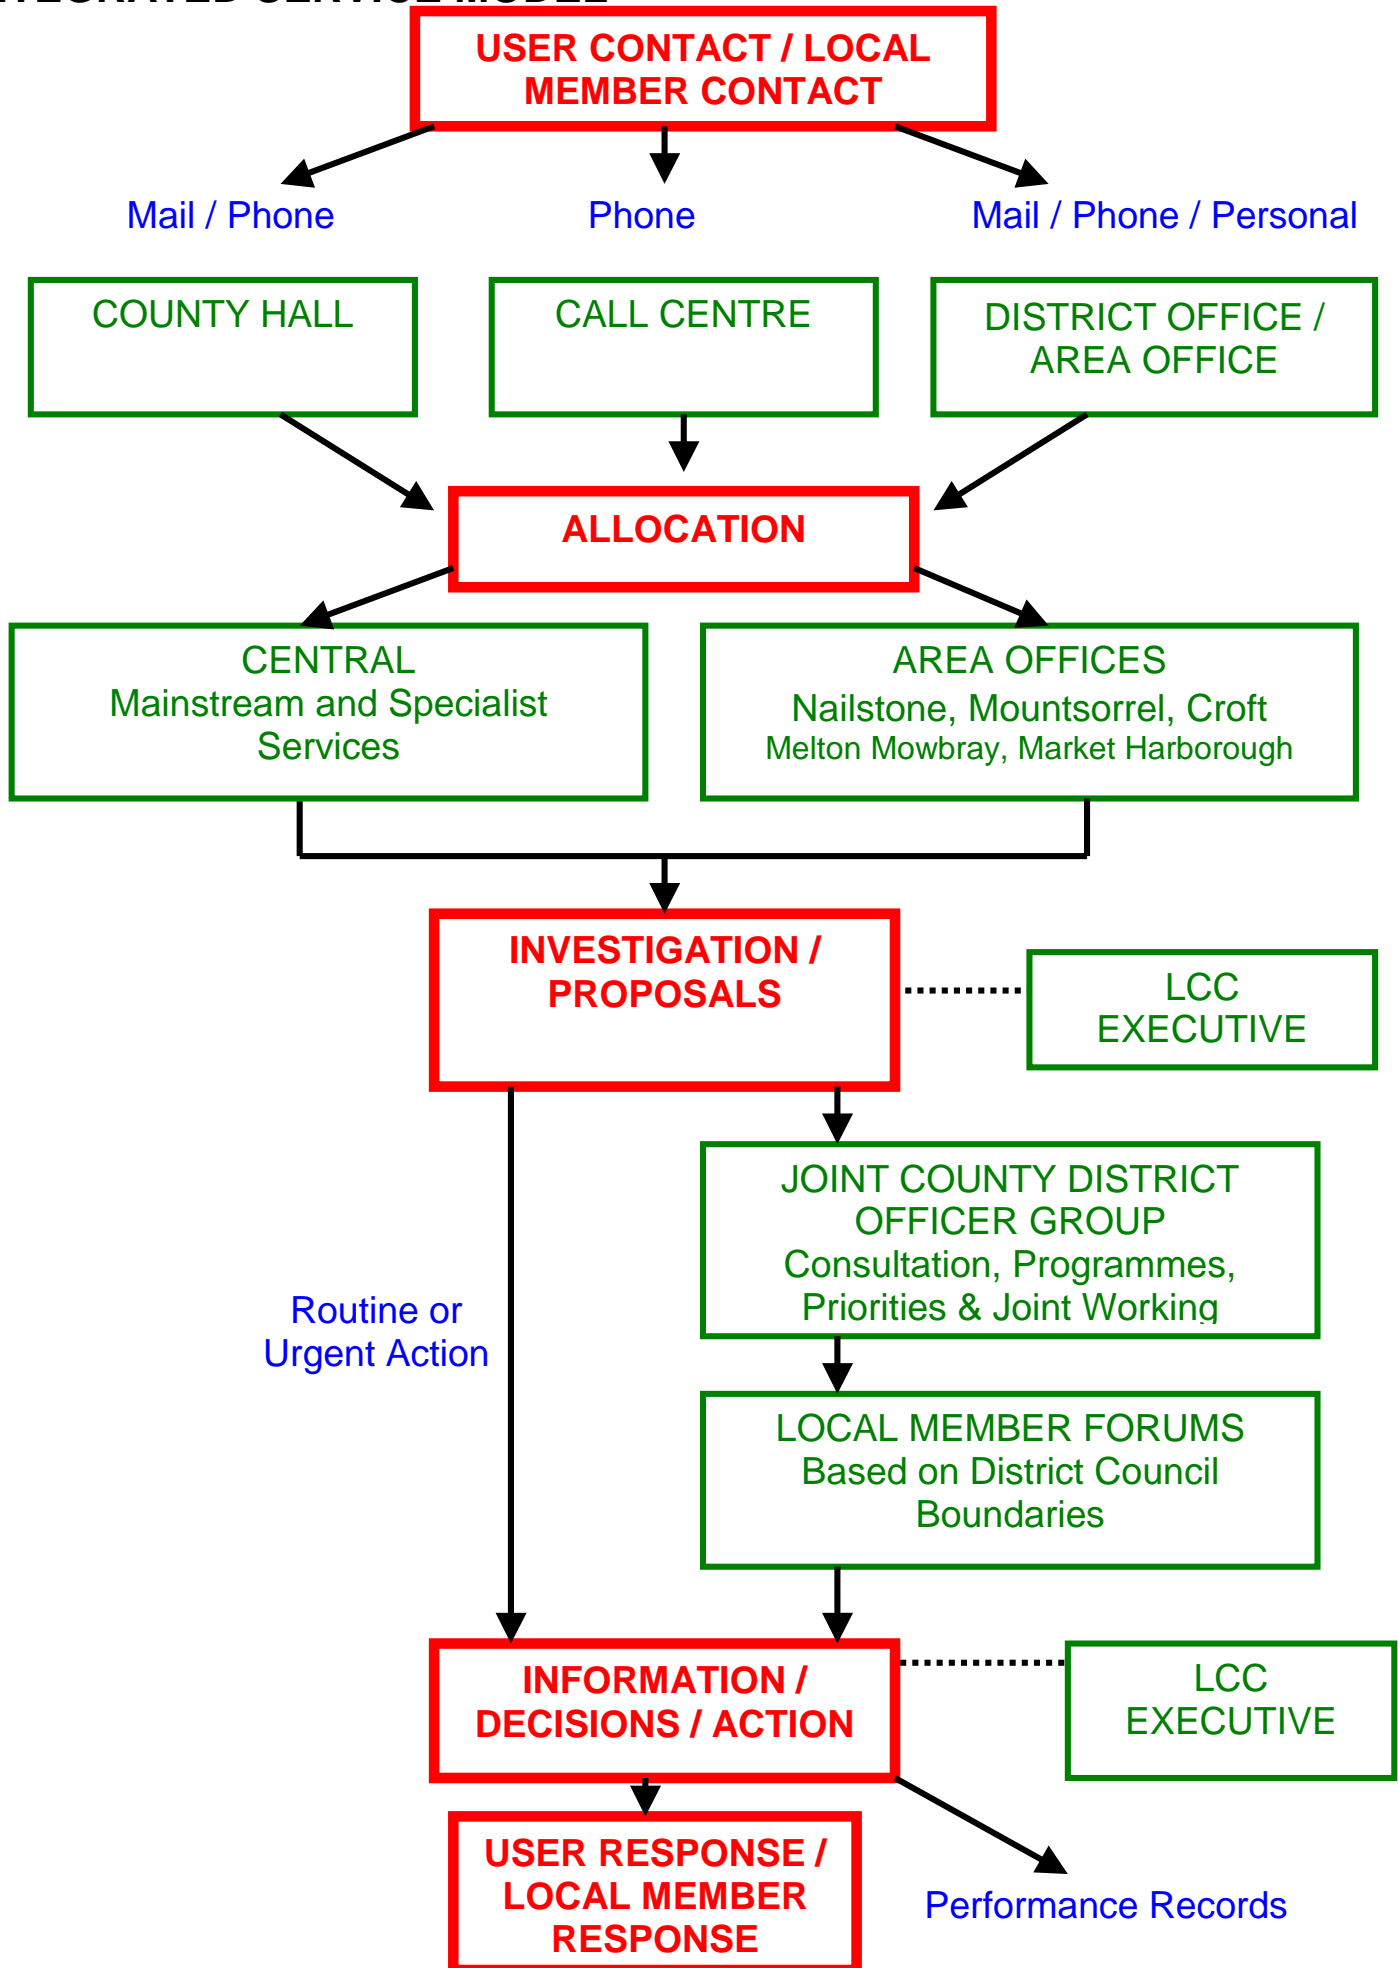 NTEGRATED SERVICE MODEL
USER CONTACT / LOCAL
MEMBER CONTACT
Mail / Phone
Phone
Mail / Phone / Personal
COUNTY HALL
CALL CENTRE
DISTRICT OFFICE /
AREA OFFICE
ALLOCATION
CENTRAL
Mainstream and Specialist
Services
AREA OFFICES
Nailstone, Mountsorrel, Croft
Melton Mowbray, Market Harborough
INVESTIGATION /
PROPOSALS
LCC
EXECUTIVE
JOINT COUNTY DISTRICT
OFFICER GROUP
Consultation, Programmes,
Priorities & Joint Working
Routine or
Urgent Action
LOCAL MEMBER FORUMS
Based on District Council
Boundaries
INFORMATION /
DECISIONS / ACTION
LCC
EXECUTIVE
USER RESPONSE /
LOCAL MEMBER
RESPONSE
Performance Records